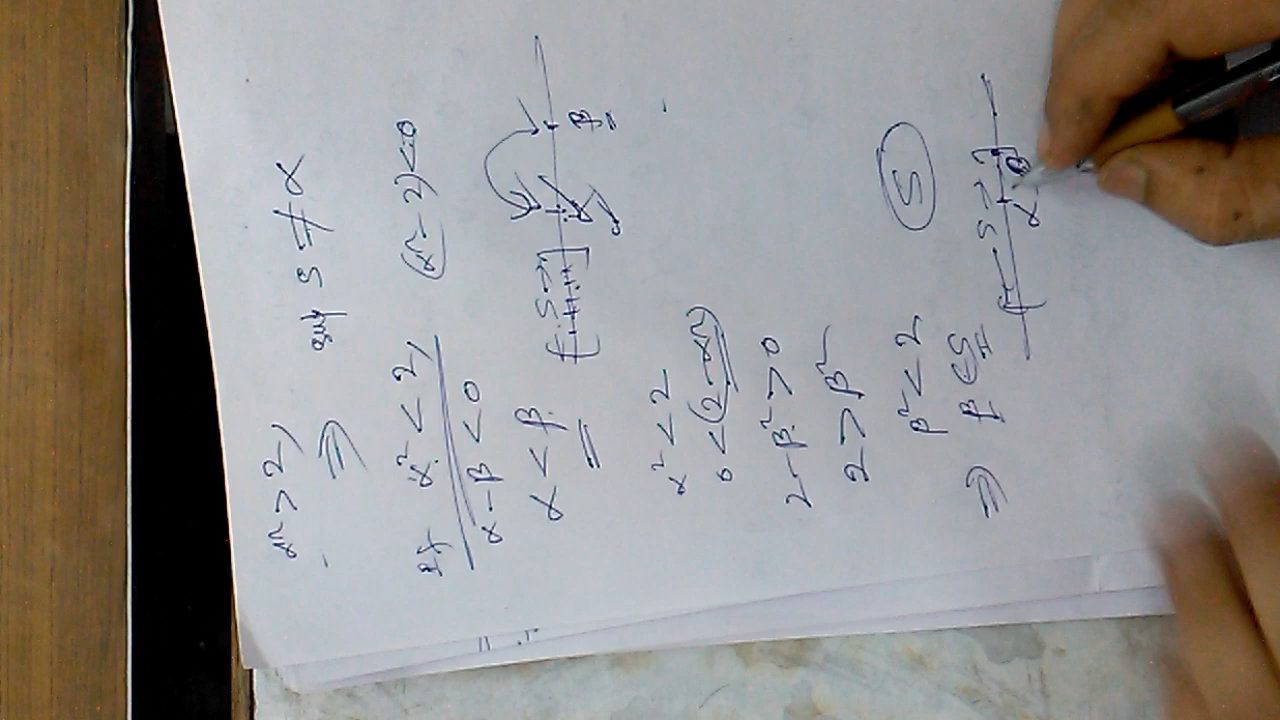 α² > 2,
⇒ sup S ≠ α
If α² < 2, (α² - 2) < 0
α - β < 0
α < β
S β
α² < 2
0 < (2 - α²)
2 - β² > 0
2 > β²
S
β² < 2
⇒ β ∈ S
S α